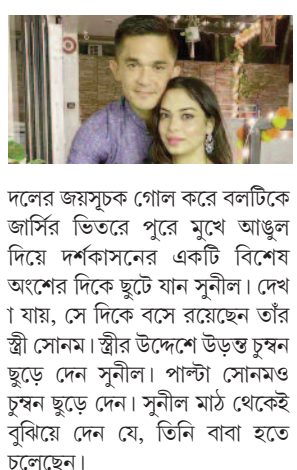 দলের জয়সূচক গোল করে বলটিকে
জার্সির ভিতরে পুরে মুখে আঙুল
দিয়ে দর্শকাসনের একটি বিশেষ
অংশের দিকে ছুটে যান সুনীল। দেখ
া যায়, সে দিকে বসে রয়েছেন তাঁর
স্ত্রী সোনম। স্ত্রীর উদ্দেশে উড়ন্ত চুম্বন
ছুড়ে দেন সুনীল। পাল্টা সোনমও
চুম্বন ছুড়ে দেন। সুনীল মাঠ থেকেই
বুঝিয়ে দেন যে, তিনি বাবা হতে
চলেছেন।